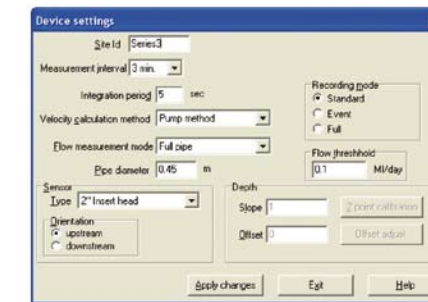 Device settings
Site Id Series3
Measurement interval 3 min.
Integration period 5 sec
Velocity calculation method Pump method
Flow measurement mode Full pipe
Pipe diameter 0.45 m
Recording mode
Standard
Event
Full
Flow threshhold
0.1 Ml/day
Sensor
Type 2" Insert head
Orientation
upstream
downstream
Depth
Slope 1 2 point calibration
Offset 0 Offset adjust
Apply changes Exit Help